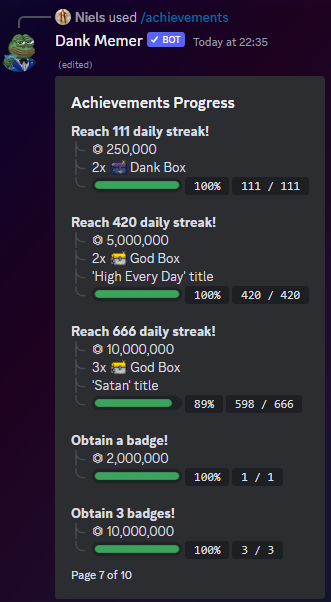 Niels used /achievements
Dank Memer ✓ BOT Today at 22:35
(edited)
Achievements Progress
Reach 111 daily streak!
250,000
2x Dank Box
100% 111 / 111
Reach 420 daily streak!
5,000,000
2x God Box
'High Every Day' title
100% 420 / 420
Reach 666 daily streak!
10,000,000
3x God Box
'Satan' title
89% 598 / 666
Obtain a badge!
2,000,000
100% 1 / 1
Obtain 3 badges!
10,000,000
100% 3 / 3
Page 7 of 10